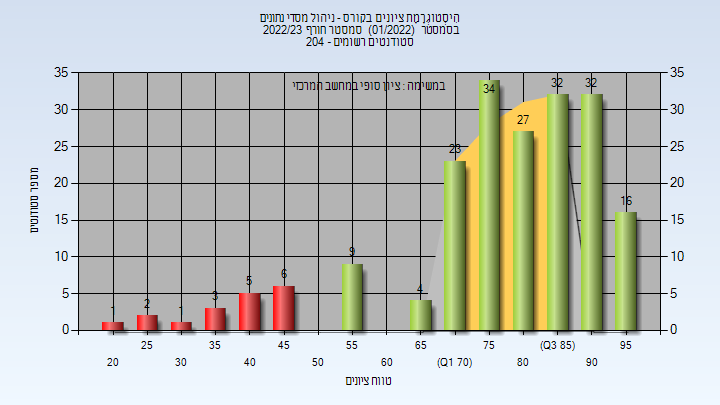 היסטוגרמת ציונים בקורס - ניהול מסדי נתונים
בסמסטר (01/2022) סמסטר חורף 2022/23
סטודנטים רשומים - 204
במשימה : ציון סופי במחשב המרכזי
מספר סטודנטים
35 35
30 30
25 25
20 20
15 15
10 10
5 5
0 0
1 2 1 3 5 6 9 4 23 34 27 32 32 16
25 35 45 55 65 75 (Q3 85) 95
20 30 40 50 60 (Q1 70) 80 90
טווח ציונים